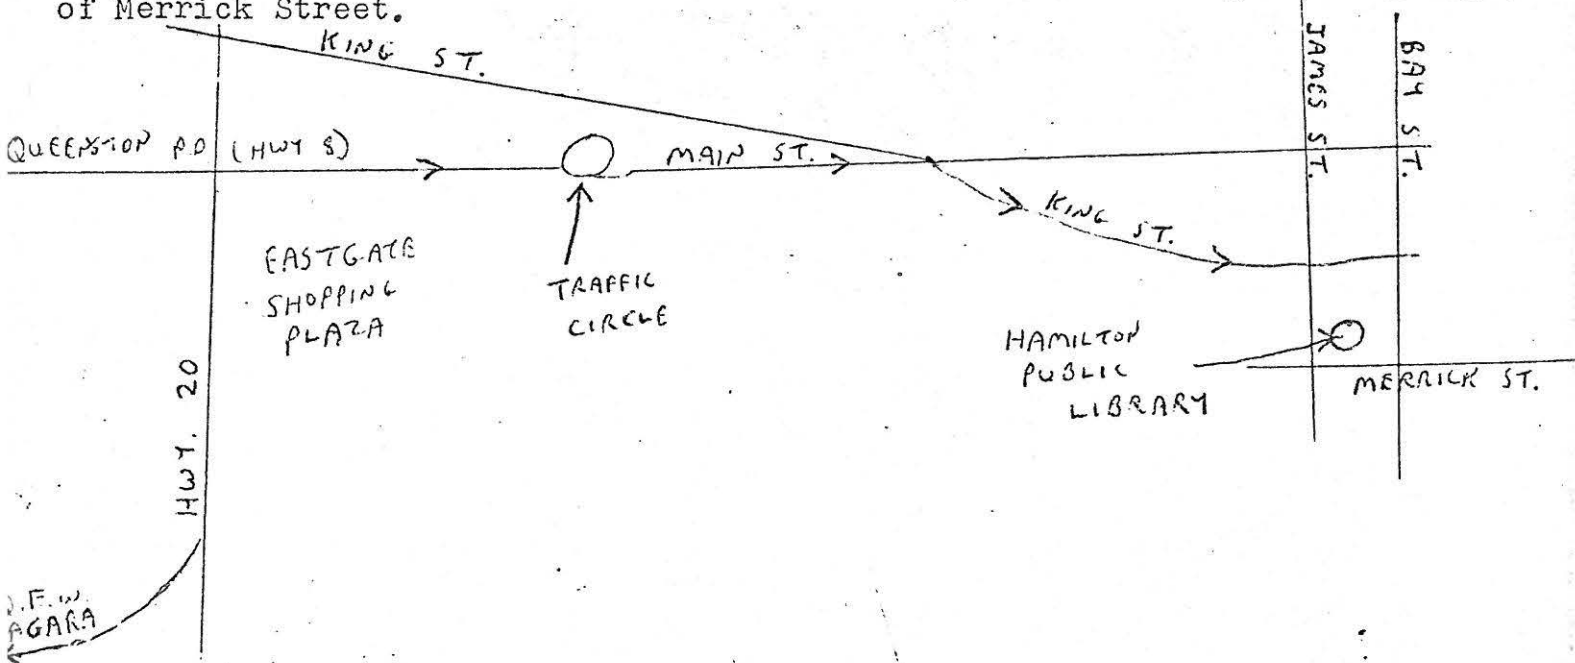 of Merrick Street.
KING ST.
JAMES ST.
BAY ST.
QUEENSTON RD (HWY 8)
MAIN ST.
KING ST.
EASTGATE
SHOPPING
PLAZA
TRAFFIC
CIRCLE
HAMILTON
PUBLIC
LIBRARY
MERRICK ST.
HWY. 20
AGARA